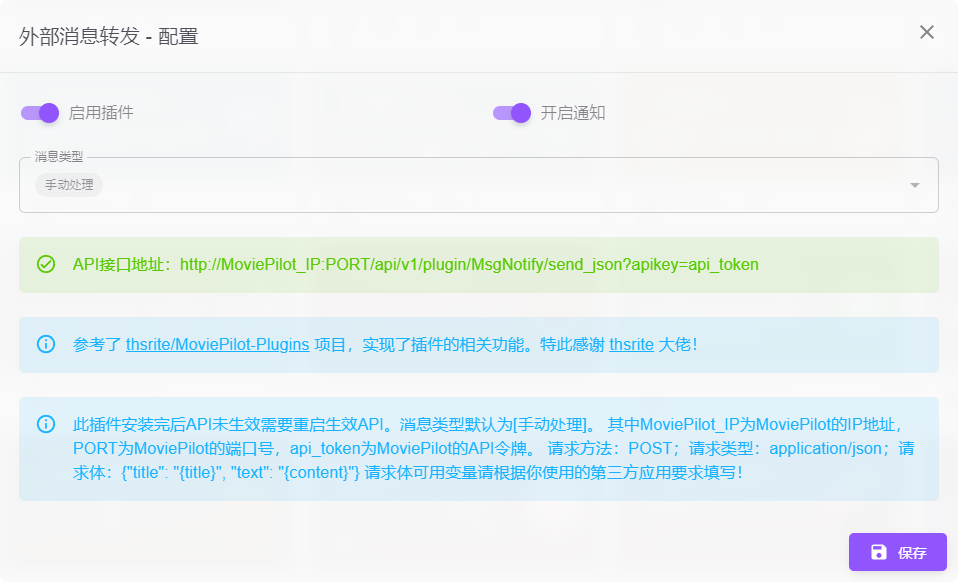 外部消息转发 - 配置
启用插件
开启通知
消息类型
手动处理
API接口地址：http://MoviePilot_IP:PORT/api/v1/plugin/MsgNotify/send_json?apikey=api_token
参考了 thsrite/MoviePilot-Plugins 项目，实现了插件的相关功能。特此感谢 thsrite 大佬！
此插件安装完后API未生效需要重启生效API。消息类型默认为[手动处理]。 其中MoviePilot_IP为MoviePilot的IP地址，
PORT为MoviePilot的端口号，api_token为MoviePilot的API令牌。 请求方法：POST；请求类型：application/json；请
求体：{"title": "{title}", "text": "{content}"} 请求体可用变量请根据你使用的第三方应用要求填写！
保存